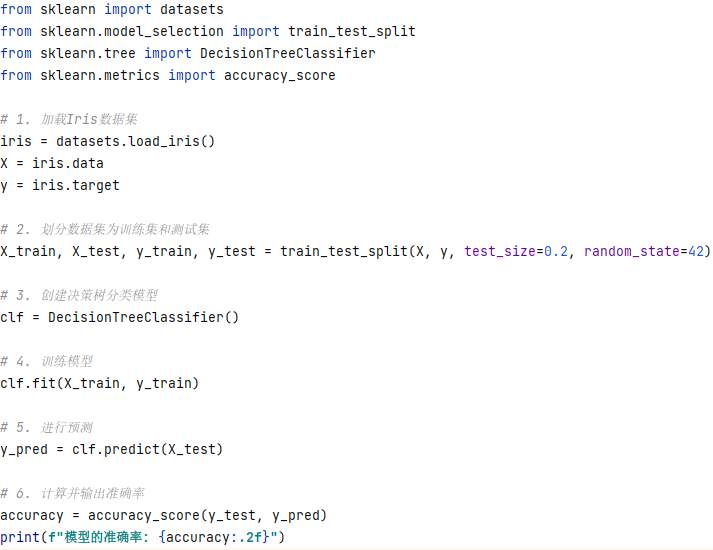 from sklearn import datasets
from sklearn.model_selection import train_test_split
from sklearn.tree import DecisionTreeClassifier
from sklearn.metrics import accuracy_score
# 1. 加载Iris数据集
iris = datasets.load_iris()
X = iris.data
y = iris.target
# 2. 划分数据集为训练集和测试集
X_train, X_test, y_train, y_test = train_test_split(X, y, test_size=0.2, random_state=42)
# 3. 创建决策树分类模型
clf = DecisionTreeClassifier()
# 4. 训练模型
clf.fit(X_train, y_train)
# 5. 进行预测
y_pred = clf.predict(X_test)
# 6. 计算并输出准确率
accuracy = accuracy_score(y_test, y_pred)
print(f"模型的准确率: {accuracy:.2f}")